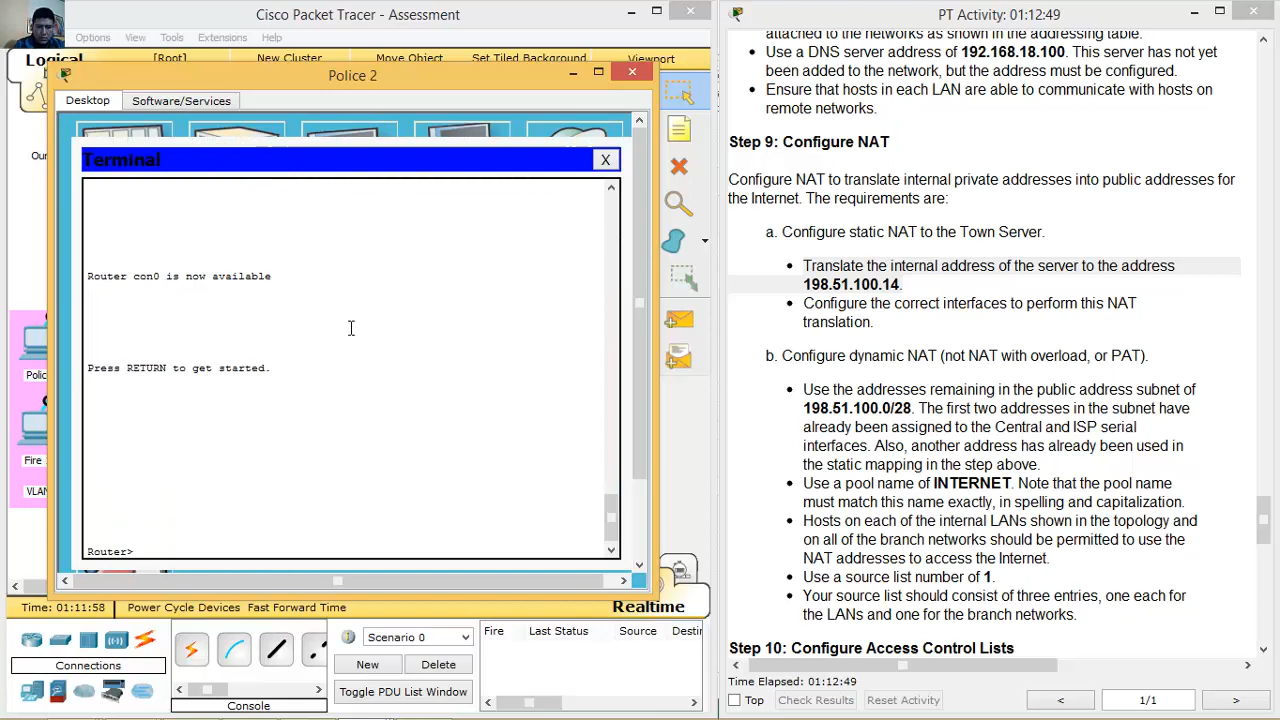 Cisco Packet Tracer - Assessment
Options View Tools Extensions Help
Logical [Root] New Cluster Move Object Set Tiled Background Viewport
Police 2
Desktop Software/Services
Terminal X
Router con0 is now available
Press RETURN to get started.
Router>
Our
Polic
Fire
VLAN
Time: 01:11:58 Power Cycle Devices Fast Forward Time Realtime
Connections
Scenario 0
New Delete
Toggle PDU List Window
Console
Fire Last Status Source Destin
PT Activity: 01:12:49
attached to the networks as shown in the addressing table.
• Use a DNS server address of 192.168.18.100. This server has not yet
been added to the network, but the address must be configured.
• Ensure that hosts in each LAN are able to communicate with hosts on
remote networks.
Step 9: Configure NAT
Configure NAT to translate internal private addresses into public addresses for
the Internet. The requirements are:
a. Configure static NAT to the Town Server.
• Translate the internal address of the server to the address
198.51.100.14.
• Configure the correct interfaces to perform this NAT
translation.
b. Configure dynamic NAT (not NAT with overload, or PAT).
• Use the addresses remaining in the public address subnet of
198.51.100.0/28. The first two addresses in the subnet have
already been assigned to the Central and ISP serial
interfaces. Also, another address has already been used in
the static mapping in the step above.
• Use a pool name of INTERNET. Note that the pool name
must match this name exactly, in spelling and capitalization.
• Hosts on each of the internal LANs shown in the topology and
on all of the branch networks should be permitted to use the
NAT addresses to access the Internet.
• Use a source list number of 1.
• Your source list should consist of three entries, one each for
the LANs and one for the branch networks.
Step 10: Configure Access Control Lists
Time Elapsed: 01:12:49
Top Check Results Reset Activity < 1/1 >